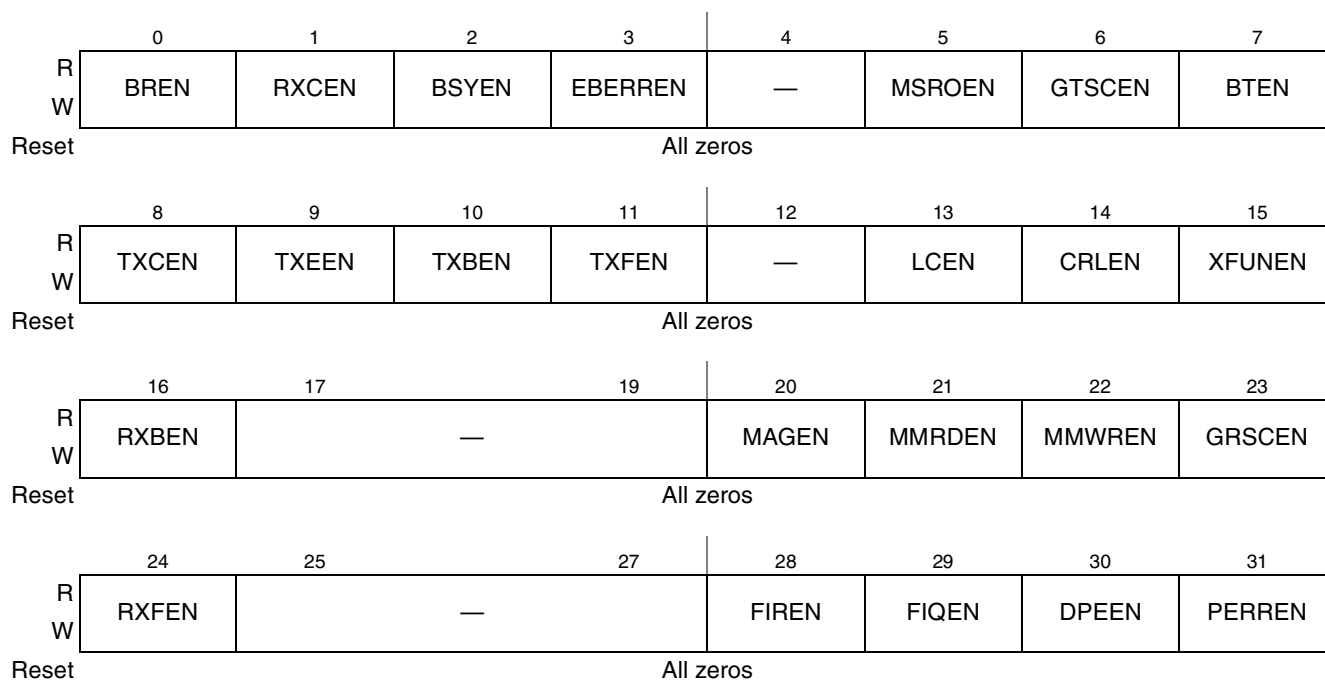 0 1 2 3 4 5 6 7
R
W
BREN RXCEN BSYEN EBERREN — MSROEN GTSCEN BTEN
Reset All zeros
8 9 10 11 12 13 14 15
R
W
TXCEN TXEEN TXBEN TXFEN — LCEN CRLEN XFUNEN
Reset All zeros
16 17 19 20 21 22 23
R
W
RXBEN — MAGEN MMRDEN MMWREN GRSCEN
Reset All zeros
24 25 27 28 29 30 31
R
W
RXFEN — FIREN FIQEN DPEEN PERREN
Reset All zeros